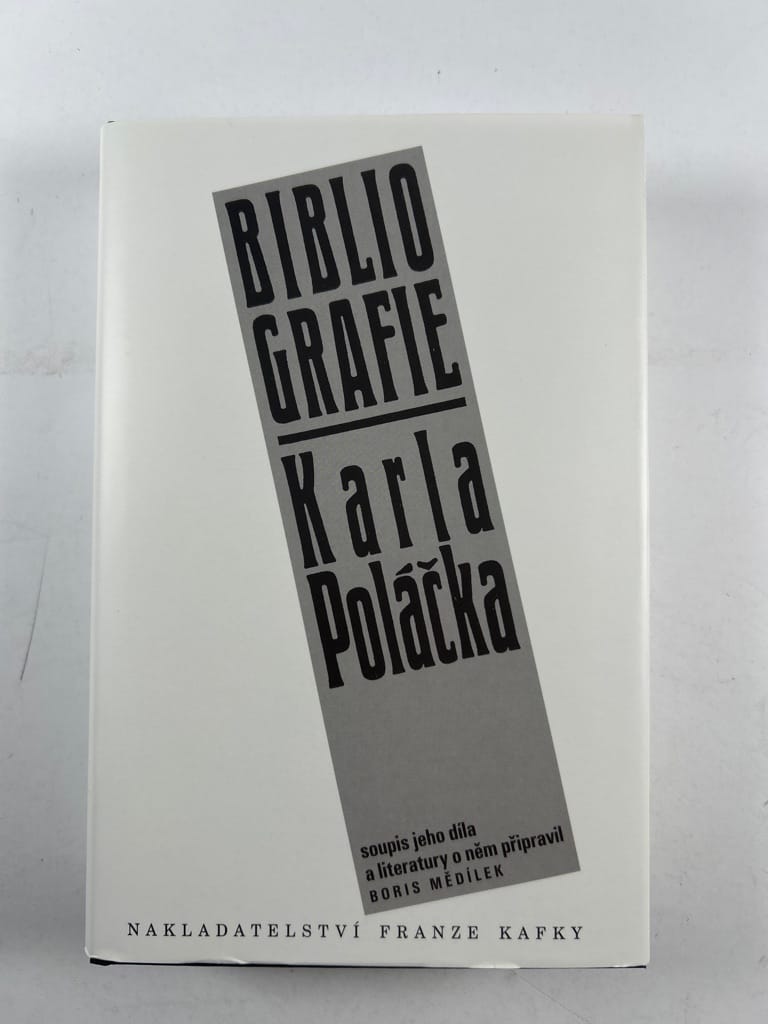 BIBLIO
GRAFIE
Karla
Poláčka
soupis jeho díla
a literatury o něm připravil
BORIS MĚDÍLEK
NAKLADATELSTVÍ FRANZE KAFKY